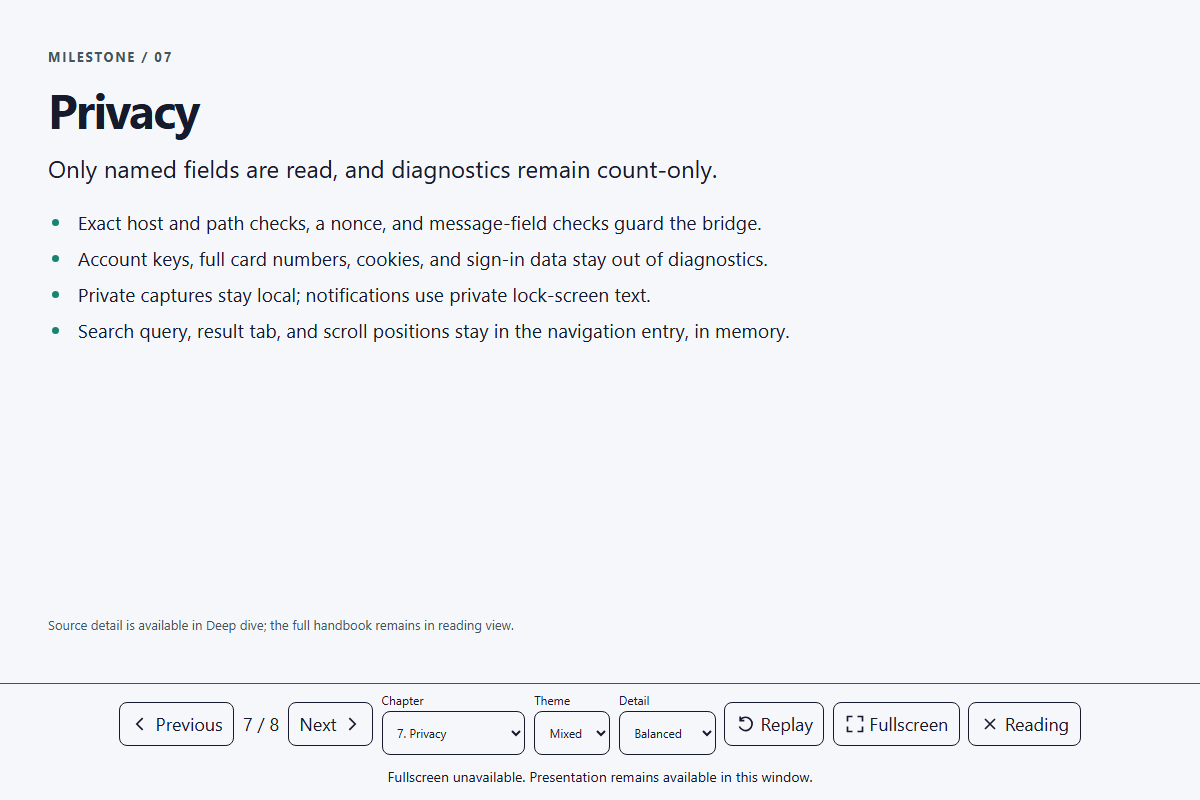 MILESTONE / 07
Privacy
Only named fields are read, and diagnostics remain count-only.
Exact host and path checks, a nonce, and message-field checks guard the bridge.
Account keys, full card numbers, cookies, and sign-in data stay out of diagnostics.
Private captures stay local; notifications use private lock-screen text.
Search query, result tab, and scroll positions stay in the navigation entry, in memory.
Source detail is available in Deep dive; the full handbook remains in reading view.
Chapter Theme Detail
Previous 7 / 8 Next 7. Privacy Mixed Balanced Replay Fullscreen Reading
Fullscreen unavailable. Presentation remains available in this window.